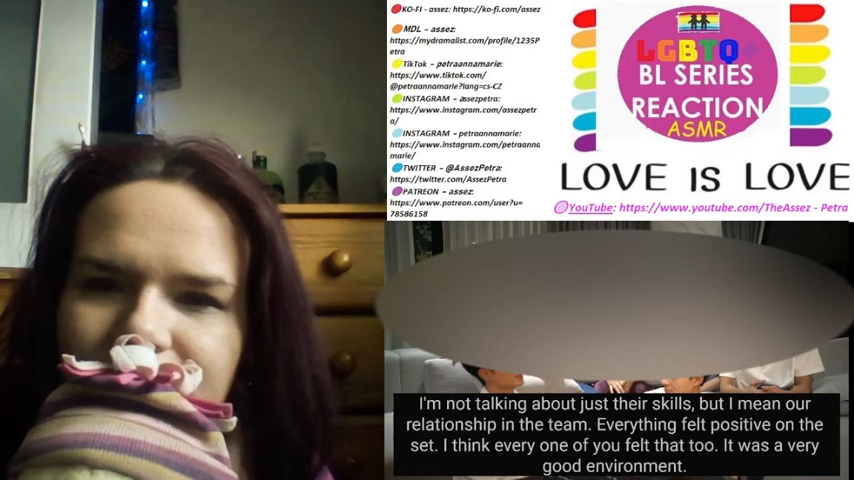 KO-FI - assez: https://ko-fi.com/assez
MDL – assez:
https://mydramalist.com/profile/1235P
etra
TikTok – petraannamarie:
https://www.tiktok.com/
@petraannamarie?lang=cs-CZ
INSTAGRAM – assezpetra:
https://www.instagram.com/assezpetr
a/
INSTAGRAM – petraannamarie:
https://www.instagram.com/petraanna
marie/
TWITTER – @AssezPetra:
https://twitter.com/AssezPetra
PATREON – assez:
https://www.patreon.com/user?u=
78586158
LGBTQ+
BL SERIES
REACTION
ASMR
LOVE IS LOVE
YouTube: https://www.youtube.com/TheAssez - Petra
I'm not talking about just their skills, but I mean our
relationship in the team. Everything felt positive on the
set. I think every one of you felt that too. It was a very
good environment.